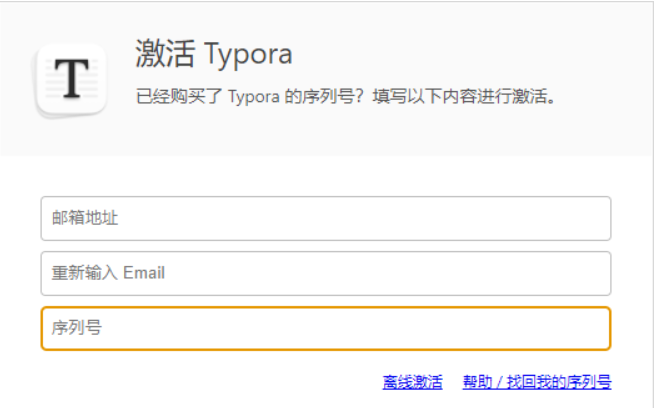 T
激活 Typora
已经购买了 Typora 的序列号？填写以下内容进行激活。
邮箱地址
重新输入 Email
序列号
离线激活 帮助 / 找回我的序列号